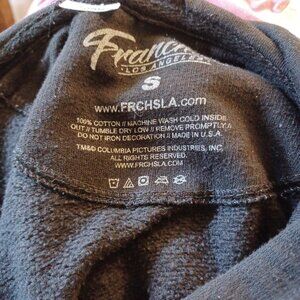 LOS ANGELES
S
www.FRCHSLA.com
100% COTTON // MACHINE WASH COLD INSIDE
OUT // TUMBLE DRY LOW // REMOVE PROMPTLY //
DO NOT IRON DECORATION // MADE IN U.S.A.
TM&© COLUMBIA PICTURES INDUSTRIES, INC.
ALL RIGHTS RESERVED.
WWW.FRCHSLA.COM